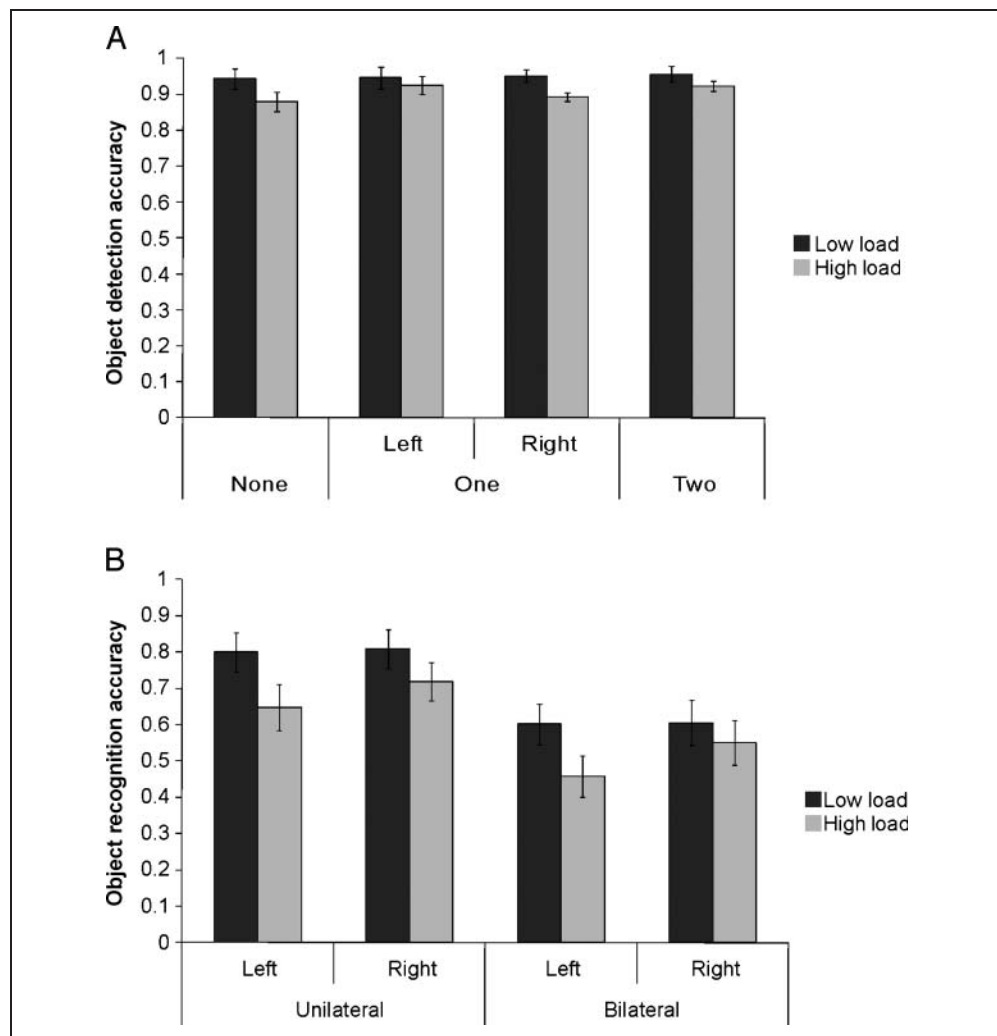 A
1
0.9
0.8
0.7
0.6
0.5
0.4
0.3
0.2
0.1
0
Object detection accuracy
Low load
High load
Left Right
None One Two
B
1
0.9
0.8
0.7
0.6
0.5
0.4
0.3
0.2
0.1
0
Object recognition accuracy
Low load
High load
Left Right Left Right
Unilateral Bilateral